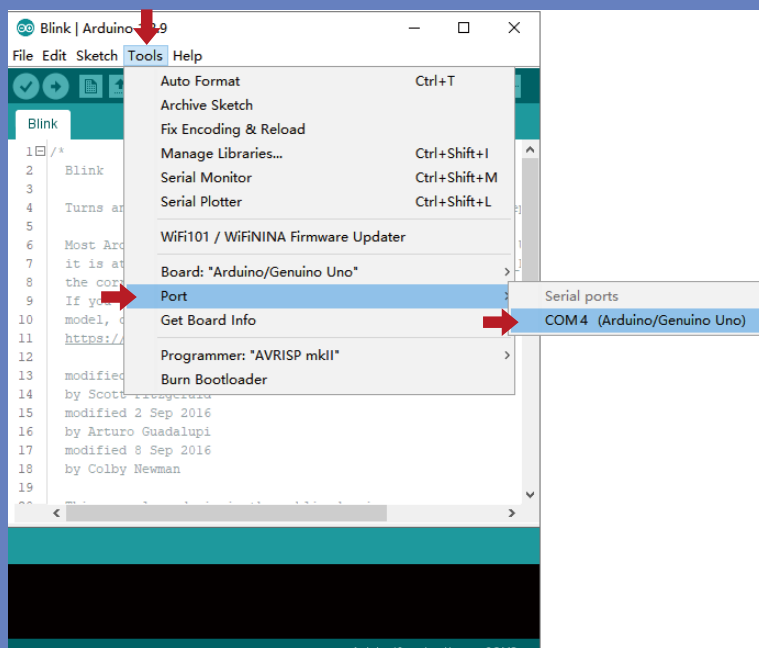 Blink | Arduino
File Edit Sketch Tools Help
Auto Format Ctrl+T
Archive Sketch
Fix Encoding & Reload
Manage Libraries... Ctrl+Shift+I
Serial Monitor Ctrl+Shift+M
Serial Plotter Ctrl+Shift+L
WiFi101 / WiFiNINA Firmware Updater
Board: "Arduino/Genuino Uno"
Port
Get Board Info
Programmer: "AVRISP mkII"
Burn Bootloader
Serial ports
COM4 (Arduino/Genuino Uno)
Blink
1 /*
2 Blink
3
4 Turns
5
6 Most
7 it is
8 the
9 If
10 model,
11 https://
12
13 modified
14 by Scott Fitzgerald
15 modified 2 Sep 2016
16 by Arturo Guadalupi
17 modified 8 Sep 2016
18 by Colby Newman
19